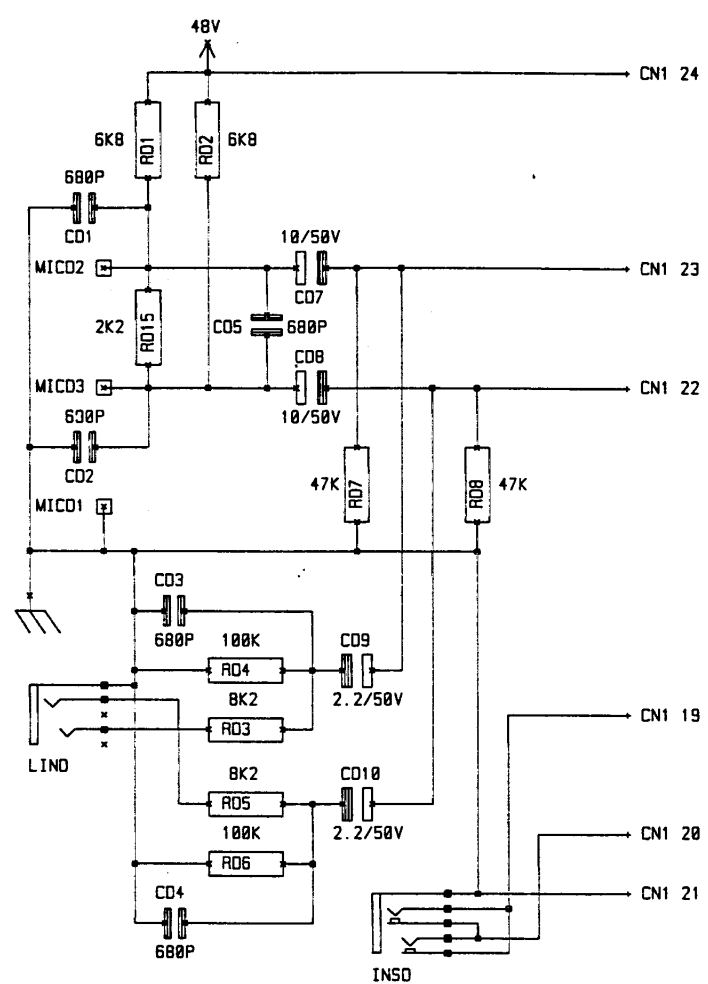 48V
CN1 24
6K8
RD1
RD2
6K8
680P
CD1
10/50V
MICD2
CN1 23
CD7
2K2
RD15
CD5
680P
CD8
MICD3
CN1 22
10/50V
630P
CD2
47K
RD7
RD8
47K
MICD1
CD3
680P
100K
CD9
RD4
8K2
2.2/50V
RD3
CN1 19
LIND
8K2
CD10
RD5
100K
2.2/50V
CN1 20
RD6
CD4
CN1 21
680P
INSD